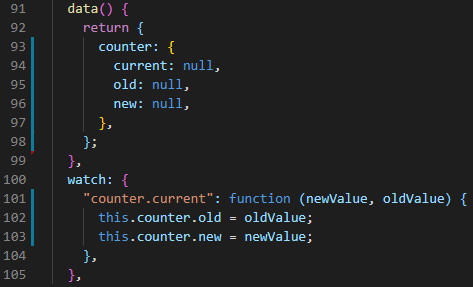 91 data() {
92 return {
93 counter: {
94 current: null,
95 old: null,
96 new: null,
97 },
98 };
99 },
100 watch: {
101 "counter.current": function (newValue, oldValue) {
102 this.counter.old = oldValue;
103 this.counter.new = newValue;
104 },
105 },